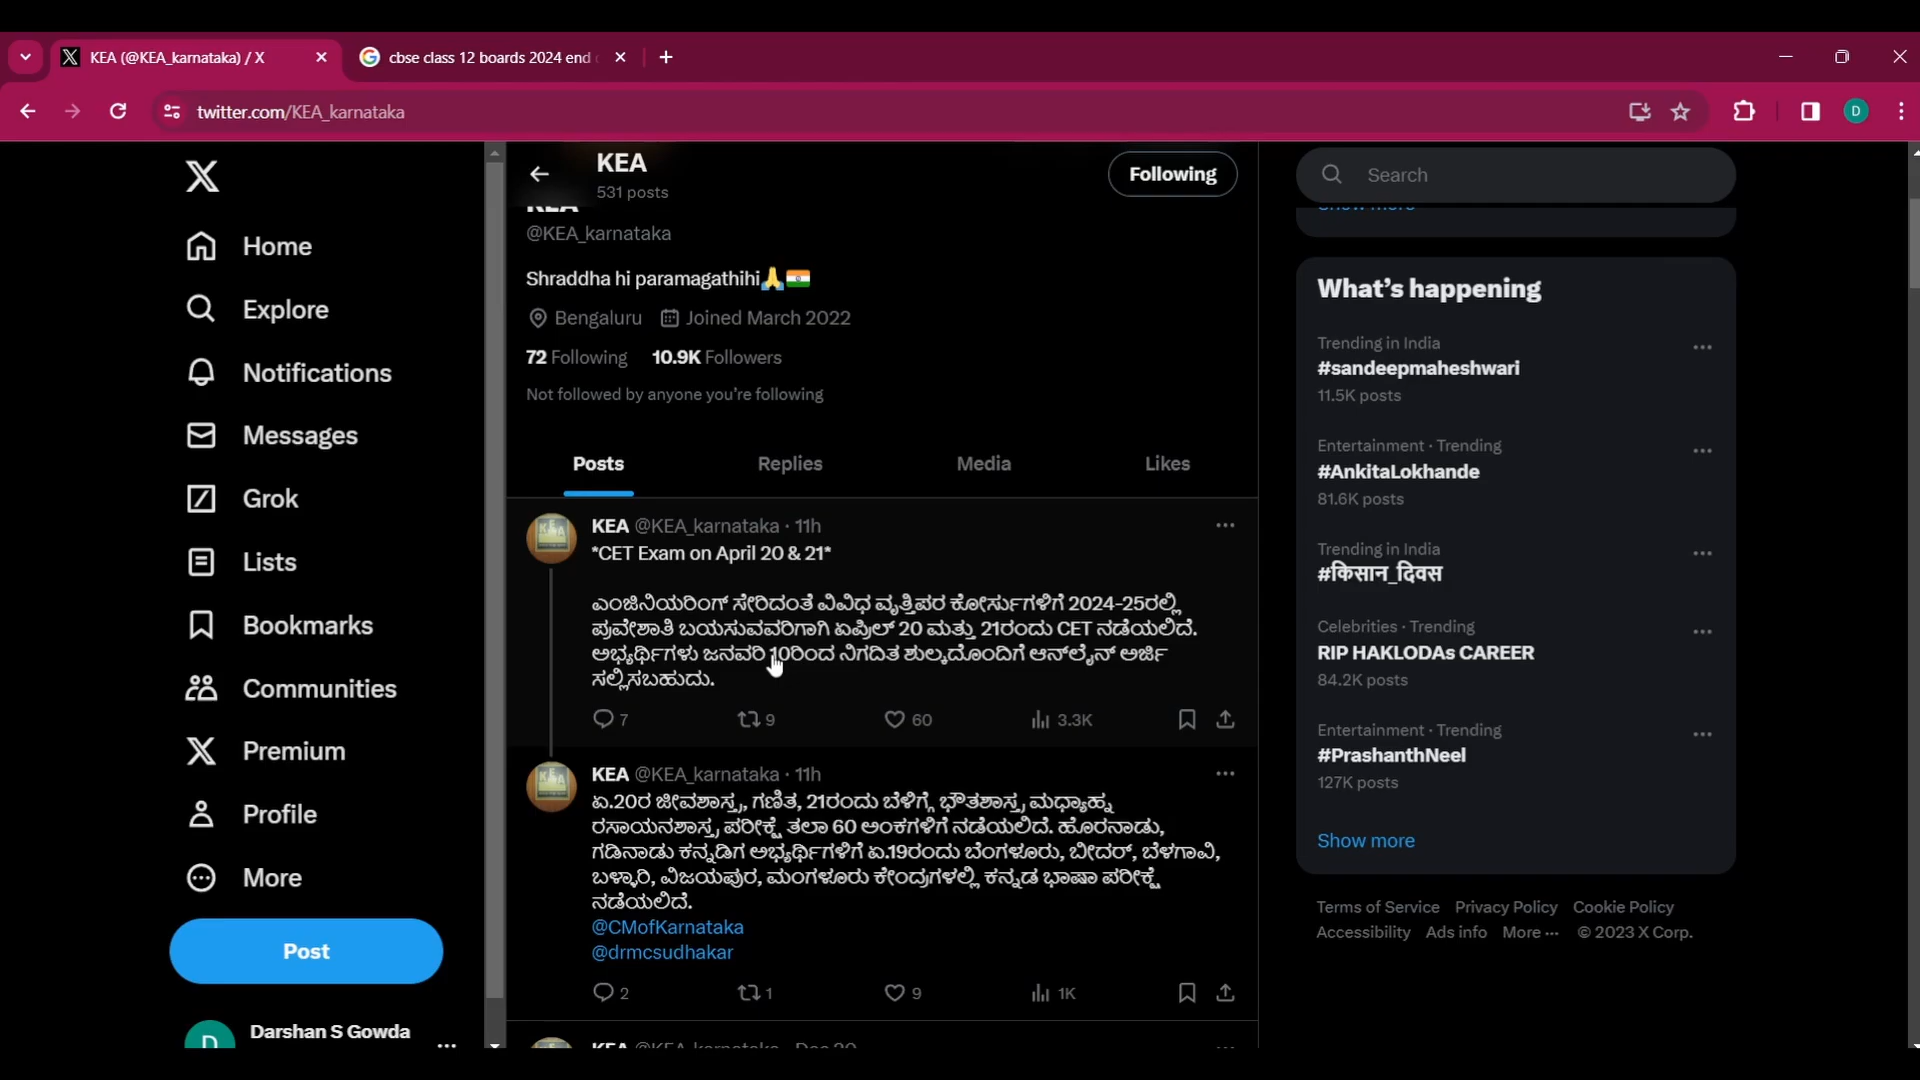 KEA (@KEA_karnataka) / X
cbse class 12 boards 2024 end
twitter.com/KEA_karnataka
D
Home
Explore
Notifications
Messages
Grok
Lists
Bookmarks
Communities
Premium
Profile
More
Post
D
Darshan S Gowda
KEA
531 posts
Following
KEA
@KEA_karnataka
Shraddha hi paramagathihi🙏🇮🇳
Bengaluru Joined March 2022
72 Following 10.9K Followers
Not followed by anyone you're following
Posts Replies Media Likes
KEA @KEA_karnataka · 11h
*CET Exam on April 20 & 21*
ಎಂಜಿನಿಯರಿಂಗ್ ಸೇರಿದಂತೆ ವಿವಿಧ ವೃತ್ತಿಪರ ಕೋರ್ಸುಗಳಿಗೆ 2024-25ರಲ್ಲಿ
ಪ್ರವೇಶಾತಿ ಬಯಸುವವರಿಗಾಗಿ ಏಪ್ರಿಲ್ 20 ಮತ್ತು 21ರಂದು CET ನಡೆಯಲಿದೆ.
ಅಭ್ಯರ್ಥಿಗಳು ಜನವರಿ 10ರಿಂದ ನಿಗದಿತ ಶುಲ್ಕದೊಂದಿಗೆ ಆನ್‌ಲೈನ್ ಅರ್ಜಿ
ಸಲ್ಲಿಸಬಹುದು.
7 9 60 3.3K
KEA @KEA_karnataka · 11h
ಏ.20ರ ಜೀವಶಾಸ್ತ್ರ, ಗಣಿತ, 21ರಂದು ಬೆಳಿಗ್ಗೆ ಭೌತಶಾಸ್ತ್ರ ಮಧ್ಯಾಹ್ನ
ರಸಾಯನಶಾಸ್ತ್ರ ಪರೀಕ್ಷೆ ತಲಾ 60 ಅಂಕಗಳಿಗೆ ನಡೆಯಲಿದೆ. ಹೊರನಾಡು,
ಗಡಿನಾಡು ಕನ್ನಡಿಗ ಅಭ್ಯರ್ಥಿಗಳಿಗೆ ಏ.19ರಂದು ಬೆಂಗಳೂರು, ಬೀದರ್, ಬೆಳಗಾವಿ,
ಬಳ್ಳಾರಿ, ವಿಜಯಪುರ, ಮಂಗಳೂರು ಕೇಂದ್ರಗಳಲ್ಲಿ ಕನ್ನಡ ಭಾಷಾ ಪರೀಕ್ಷೆ
ನಡೆಯಲಿದೆ.
@CMofKarnataka
@drmcsudhakar
2 1 9 1K
KEA @KEA_karnataka · Dec 20
Search
Show more
What's happening
Trending in India
#sandeepmaheshwari
11.5K posts
Entertainment · Trending
#AnkitaLokhande
81.6K posts
Trending in India
#किसान_दिवस
Celebrities · Trending
RIP HAKLODAs CAREER
84.2K posts
Entertainment · Trending
#PrashanthNeel
127K posts
Show more
Terms of Service Privacy Policy Cookie Policy
Accessibility Ads info More ··· © 2023 X Corp.